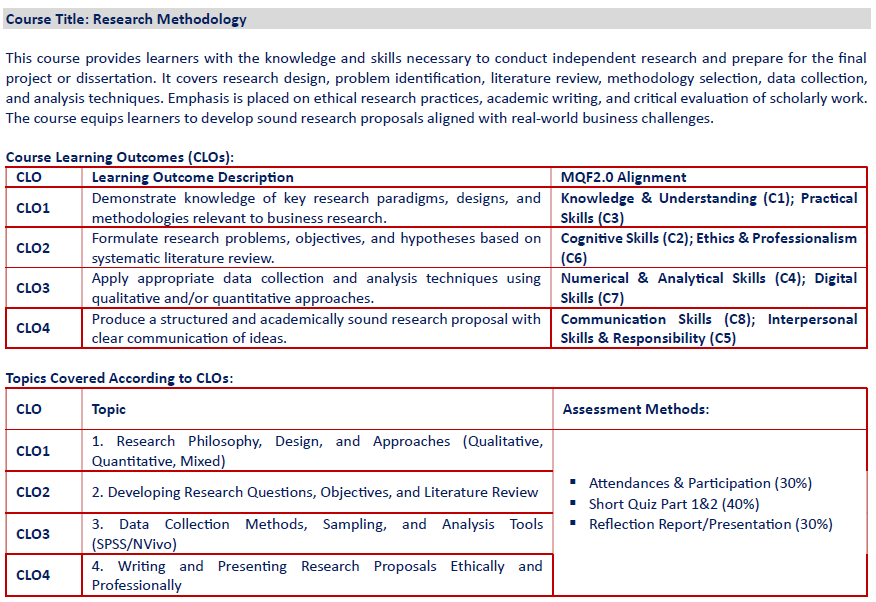 Course Title: Research Methodology
This course provides learners with the knowledge and skills necessary to conduct independent research and prepare for the final
project or dissertation. It covers research design, problem identification, literature review, methodology selection, data collection,
and analysis techniques. Emphasis is placed on ethical research practices, academic writing, and critical evaluation of scholarly work.
The course equips learners to develop sound research proposals aligned with real-world business challenges.
Course Learning Outcomes (CLOs):
CLO Learning Outcome Description MQF2.0 Alignment
CLO1 Demonstrate knowledge of key research paradigms, designs, and Knowledge & Understanding (C1); Practical
methodologies relevant to business research. Skills (C3)
CLO2 Formulate research problems, objectives, and hypotheses based on Cognitive Skills (C2); Ethics & Professionalism
systematic literature review. (C6)
CLO3 Apply appropriate data collection and analysis techniques using Numerical & Analytical Skills (C4); Digital
qualitative and/or quantitative approaches. Skills (C7)
CLO4 Produce a structured and academically sound research proposal with Communication Skills (C8); Interpersonal
clear communication of ideas. Skills & Responsibility (C5)
Topics Covered According to CLOs:
CLO Topic Assessment Methods:
CLO1 1. Research Philosophy, Design, and Approaches (Qualitative,
Quantitative, Mixed)
CLO2 2. Developing Research Questions, Objectives, and Literature Review
CLO3 3. Data Collection Methods, Sampling, and Analysis Tools
(SPSS/NVivo)
CLO4 4. Writing and Presenting Research Proposals Ethically and
Professionally
▪ Attendances & Participation (30%)
▪ Short Quiz Part 1&2 (40%)
▪ Reflection Report/Presentation (30%)